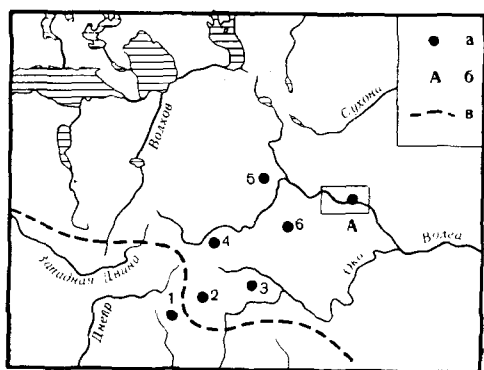 а
А б
в
Сухона
Волхов
5
6
А
4
Волга
Ока
Западная Двина
3
2
1
Днепр